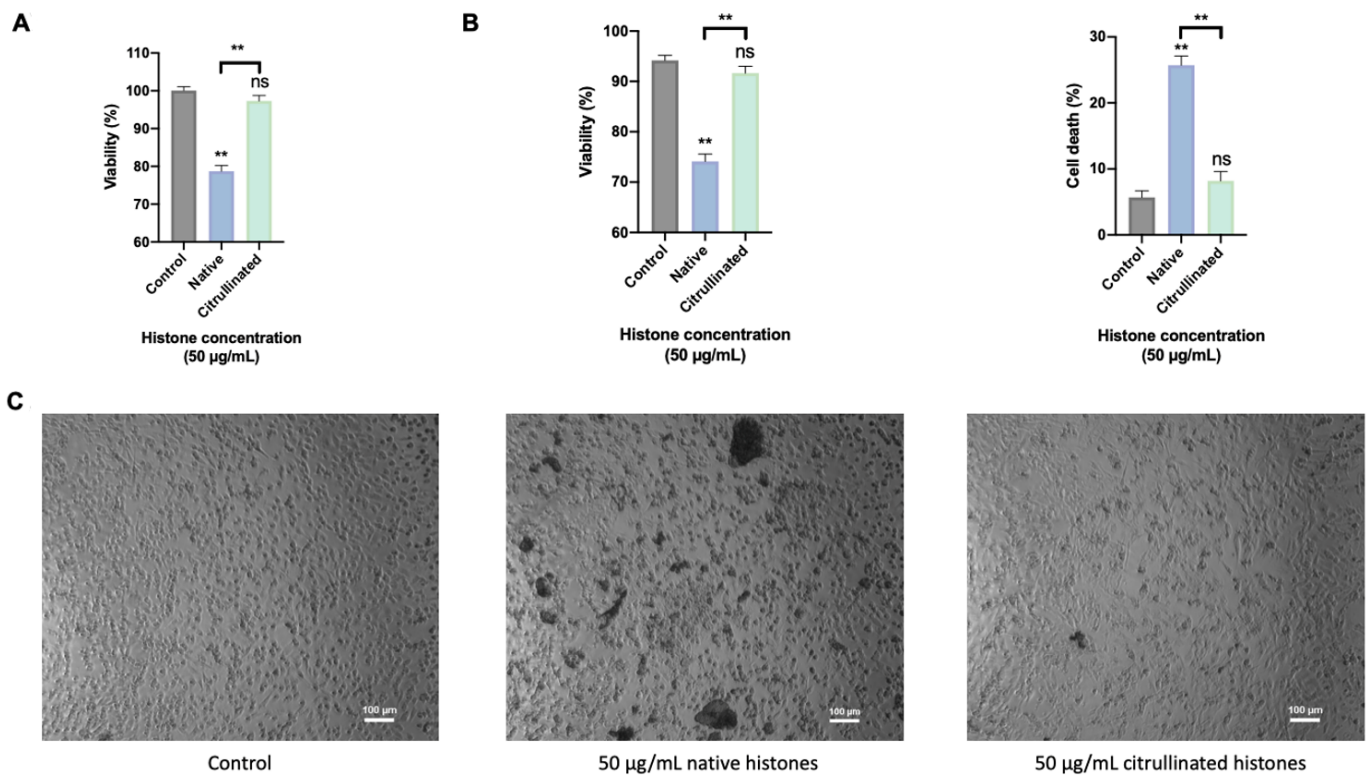 A
110
100
90
80
70
60
Viability (%)
**
**
ns
Control
Native
Citrullinated
Histone concentration
(50 µg/mL)
B
100
90
80
70
60
Viability (%)
**
**
ns
Control
Native
Citrullinated
Histone concentration
(50 µg/mL)
30
20
10
0
Cell death (%)
**
**
ns
Control
Native
Citrullinated
Histone concentration
(50 µg/mL)
C
100 µm
100 µm
100 µm
Control
50 µg/mL native histones
50 µg/mL citrullinated histones